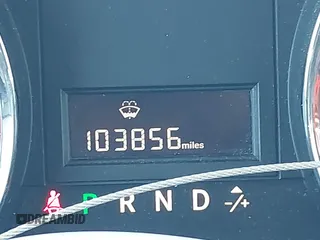 103856 miles
P R N D -/+
DREAMBID